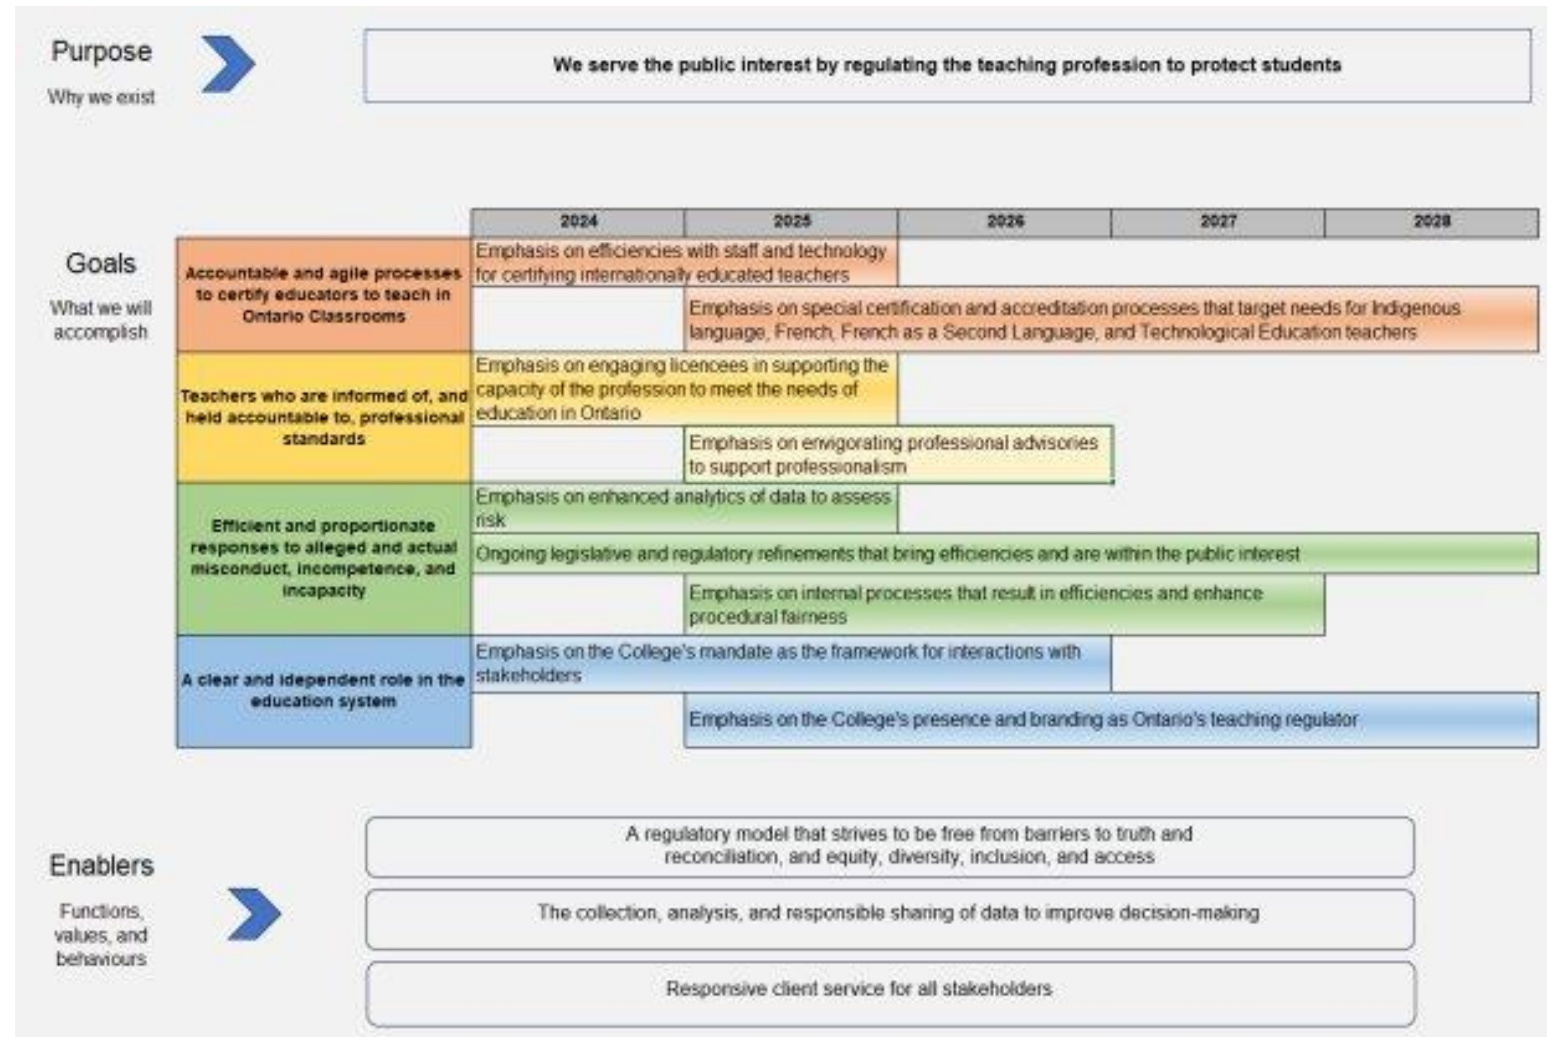 Purpose
Why we exist
We serve the public interest by regulating the teaching profession to protect students
2024
2025
2026
2027
2028
Goals
What we will
accomplish
Accountable and agile processes
to certify educators to teach in
Ontario Classrooms
Emphasis on efficiencies with staff and technology
for certifying internationally educated teachers
Emphasis on special certification and accreditation processes that target needs for Indigenous
language, French, French as a Second Language, and Technological Education teachers
Teachers who are informed of, and
held accountable to, professional
standards
Emphasis on engaging licencees in supporting the
capacity of the profession to meet the needs of
education in Ontario
Emphasis on envigorating professional advisories
to support professionalism
Efficient and proportionate
responses to alleged and actual
misconduct, incompetence, and
incapacity
Emphasis on enhanced analytics of data to assess
risk
Ongoing legislative and regulatory refinements that bring efficiencies and are within the public interest
Emphasis on internal processes that result in efficiencies and enhance
procedural fairness
A clear and idependent role in the
education system
Emphasis on the College's mandate as the framework for interactions with
stakeholders
Emphasis on the College's presence and branding as Ontario's teaching regulator
Enablers
Functions,
values, and
behaviours
A regulatory model that strives to be free from barriers to truth and
reconciliation, and equity, diversity, inclusion, and access
The collection, analysis, and responsible sharing of data to improve decision-making
Responsive client service for all stakeholders